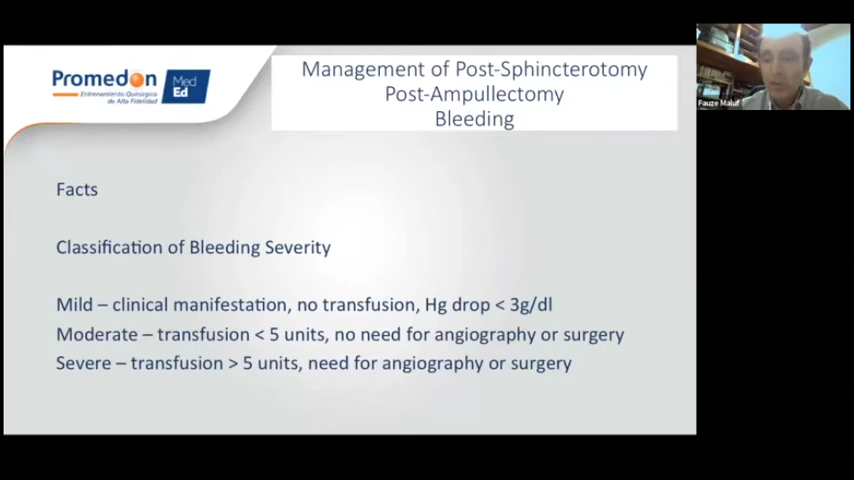 Promedon
Entrenamiento Quirúrgico
de Alta Fidelidad
Med
Ed
Management of Post-Sphincterotomy
Post-Ampullectomy
Bleeding
Fauze Maluf
Facts
Classification of Bleeding Severity
Mild – clinical manifestation, no transfusion, Hg drop < 3g/dl
Moderate – transfusion < 5 units, no need for angiography or surgery
Severe – transfusion > 5 units, need for angiography or surgery